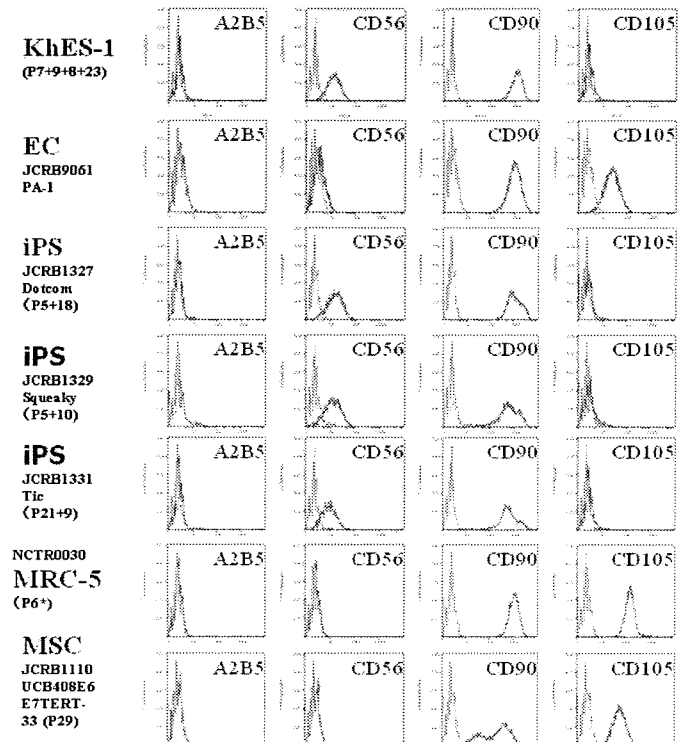 KhES-1
(P7+9+8+23)
A2B5 CD56 CD90 CD105
EC
JCRB9061
PA-1
A2B5 CD56 CD90 CD105
iPS
JCRB1327
Dotcom
(P5+18)
A2B5 CD56 CD90 CD105
iPS
JCRB1329
Squeaky
(P5+10)
A2B5 CD56 CD90 CD105
iPS
JCRB1331
Tic
(P21+9)
A2B5 CD56 CD90 CD105
NCTR0030
MRC-5
(P6*)
A2B5 CD56 CD90 CD105
MSC
JCRB1110
UCB408E6
E7TERT-
33 (P29)
A2B5 CD56 CD90 CD105